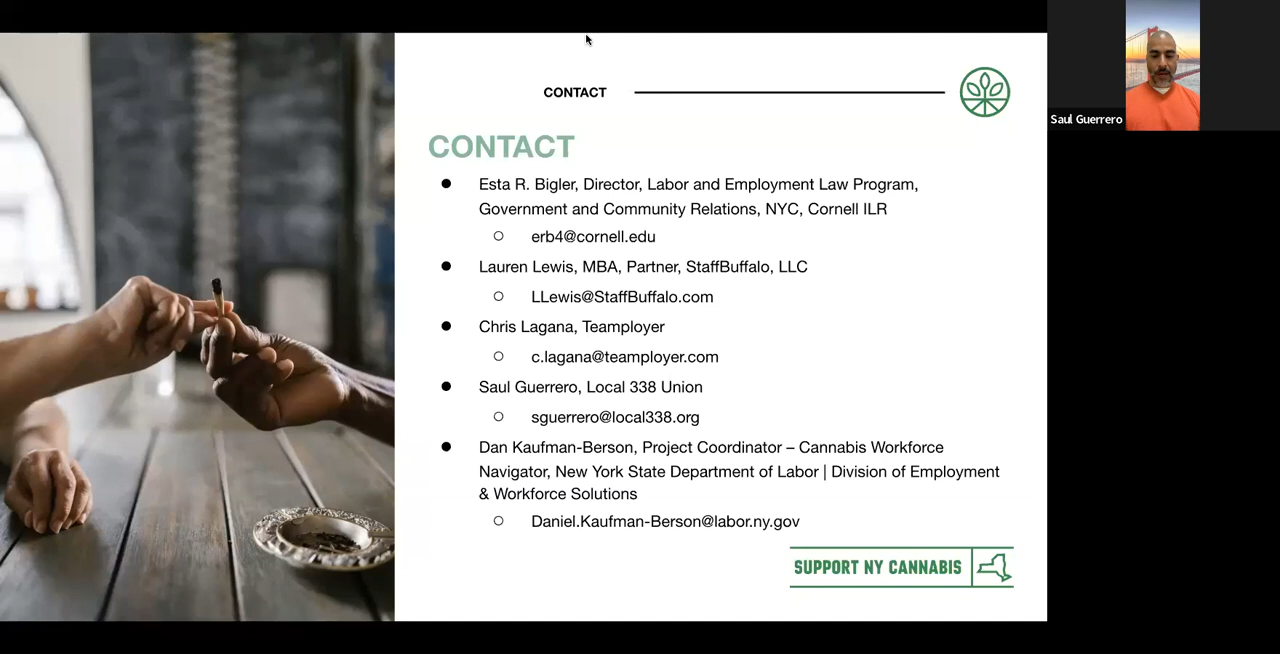 CONTACT
CONTACT
Esta R. Bigler, Director, Labor and Employment Law Program,
Government and Community Relations, NYC, Cornell ILR
erb4@cornell.edu
Lauren Lewis, MBA, Partner, StaffBuffalo, LLC
LLewis@StaffBuffalo.com
Chris Lagana, Teamployer
c.lagana@teamployer.com
Saul Guerrero, Local 338 Union
sguerrero@local338.org
Dan Kaufman-Berson, Project Coordinator – Cannabis Workforce
Navigator, New York State Department of Labor | Division of Employment
& Workforce Solutions
Daniel.Kaufman-Berson@labor.ny.gov
SUPPORT NY CANNABIS
Saul Guerrero